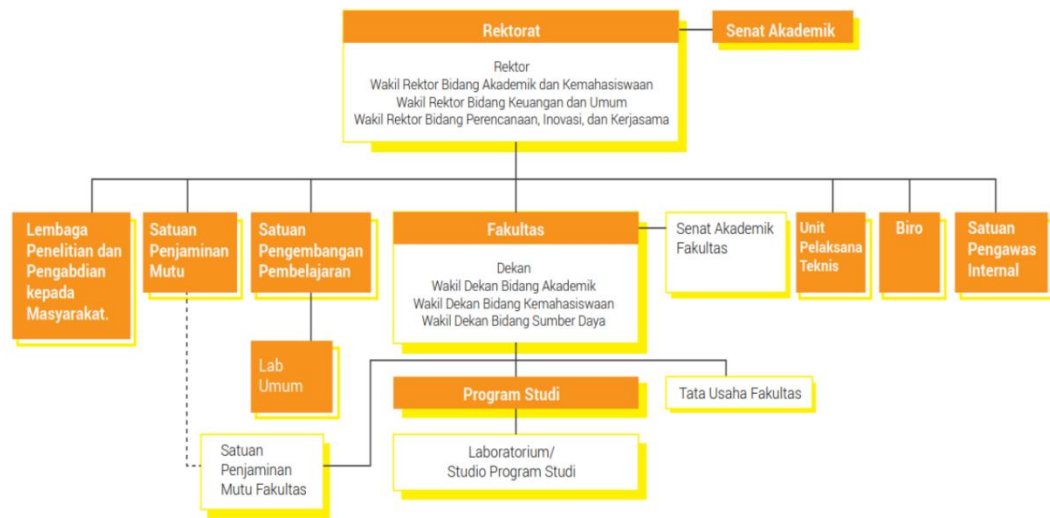 Rektorat
Senat Akademik
Rektor
Wakil Rektor Bidang Akademik dan Kemahasiswaan
Wakil Rektor Bidang Keuangan dan Umum
Wakil Rektor Bidang Perencanaan, Inovasi, dan Kerjasama
Lembaga
Penelitian dan
Pengabdian
kepada
Masyarakat.
Satuan
Penjaminan
Mutu
Satuan
Pengembangan
Pembelajaran
Fakultas
Dekan
Wakil Dekan Bidang Akademik
Wakil Dekan Bidang Kemahasiswaan
Wakil Dekan Bidang Sumber Daya
Senat Akademik
Fakultas
Unit
Pelaksana
Teknis
Biro
Satuan
Pengawas
Internal
Lab
Umum
Program Studi
Tata Usaha Fakultas
Satuan
Penjaminan
Mutu Fakultas
Laboratorium/
Studio Program Studi